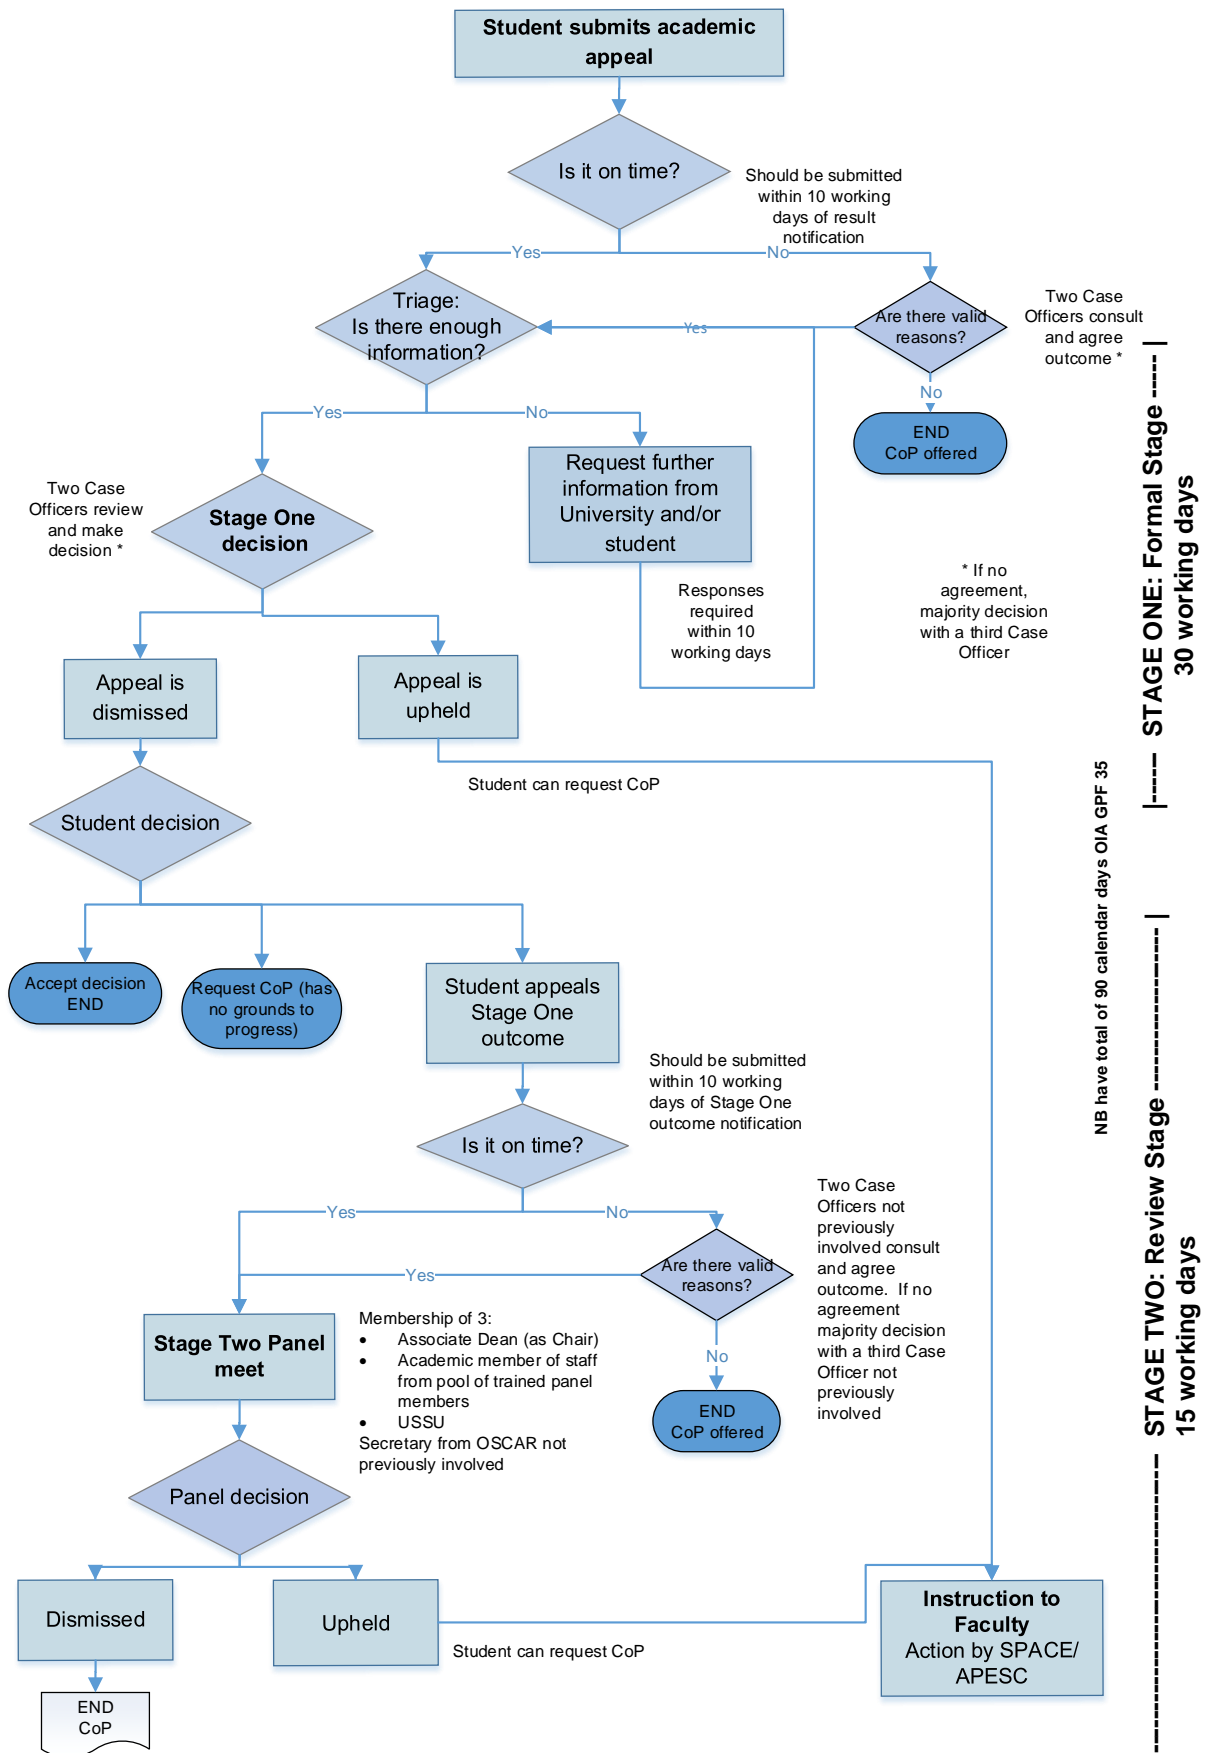 Student submits academic
appeal
Is it on time?
Should be submitted
within 10 working
days of result
notification
Yes
No
Triage:
Is there enough
information?
Yes
Are there valid
reasons?
Two Case
Officers consult
and agree
outcome *
No
END
CoP offered
Yes
No
Request further
information from
University and/or
student
Two Case
Officers review
and make
decision *
Stage One
decision
Responses
required
within 10
working days
* If no
agreement,
majority decision
with a third Case
Officer
STAGE ONE: Formal Stage
30 working days
Appeal is
dismissed
Appeal is
upheld
Student can request CoP
Student decision
NB have total of 90 calendar days OIA GPF 35
Accept decision
END
Request CoP (has
no grounds to
progress)
Student appeals
Stage One
outcome
Should be submitted
within 10 working
days of Stage One
outcome notification
Is it on time?
Yes
No
Two Case
Officers not
previously
involved consult
and agree
outcome. If no
agreement
majority decision
with a third Case
Officer not
previously
involved
Are there valid
reasons?
Yes
No
END
CoP offered
STAGE TWO: Review Stage
15 working days
Stage Two Panel
meet
Membership of 3:
• Associate Dean (as Chair)
• Academic member of staff
from pool of trained panel
members
• USSU
Secretary from OSCAR not
previously involved
Panel decision
Dismissed
Upheld
Student can request CoP
Instruction to
Faculty
Action by SPACE/
APESC
END
CoP